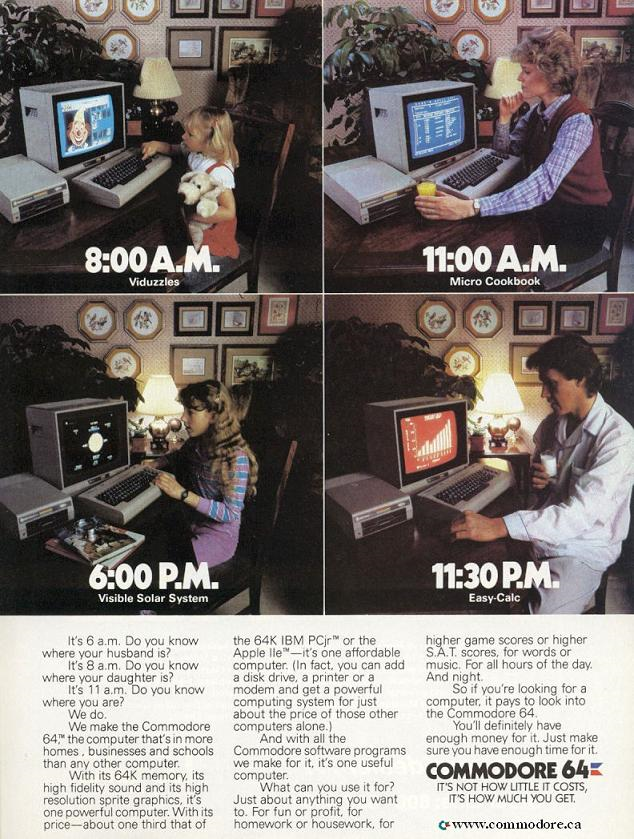 8:00 A.M.
Viduzzles
11:00 A.M.
Micro Cookbook
6:00 P.M.
Visible Solar System
11:30 P.M.
Easy-Calc
It's 6 a.m. Do you know
where your husband is?
It's 8 a.m. Do you know
where your daughter is?
It's 11 a.m. Do you know
where you are?
We do.
We make the Commodore
64,™ the computer that's in more
homes, businesses and schools
than any other computer.
With its 64K memory, its
high fidelity sound and its high
resolution sprite graphics, it's
one powerful computer. With its
price—about one third that of
the 64K IBM PCjr™ or the
Apple IIe™—it's one affordable
computer. (In fact, you can add
a disk drive, a printer or a
modem and get a powerful
computing system for just
about the price of those other
computers alone.)
And with all the
Commodore software programs
we make for it, it's one useful
computer.
What can you use it for?
Just about anything you want
to. For fun or profit, for
homework or housework, for
higher game scores or higher
S.A.T. scores, for words or
music. For all hours of the day.
And night.
So if you're looking for a
computer, it pays to look into
the Commodore 64.
You'll definitely have
enough money for it. Just make
sure you have enough time for it.
COMMODORE 64
IT'S NOT HOW LITTLE IT COSTS,
IT'S HOW MUCH YOU GET.
www.commodore.ca